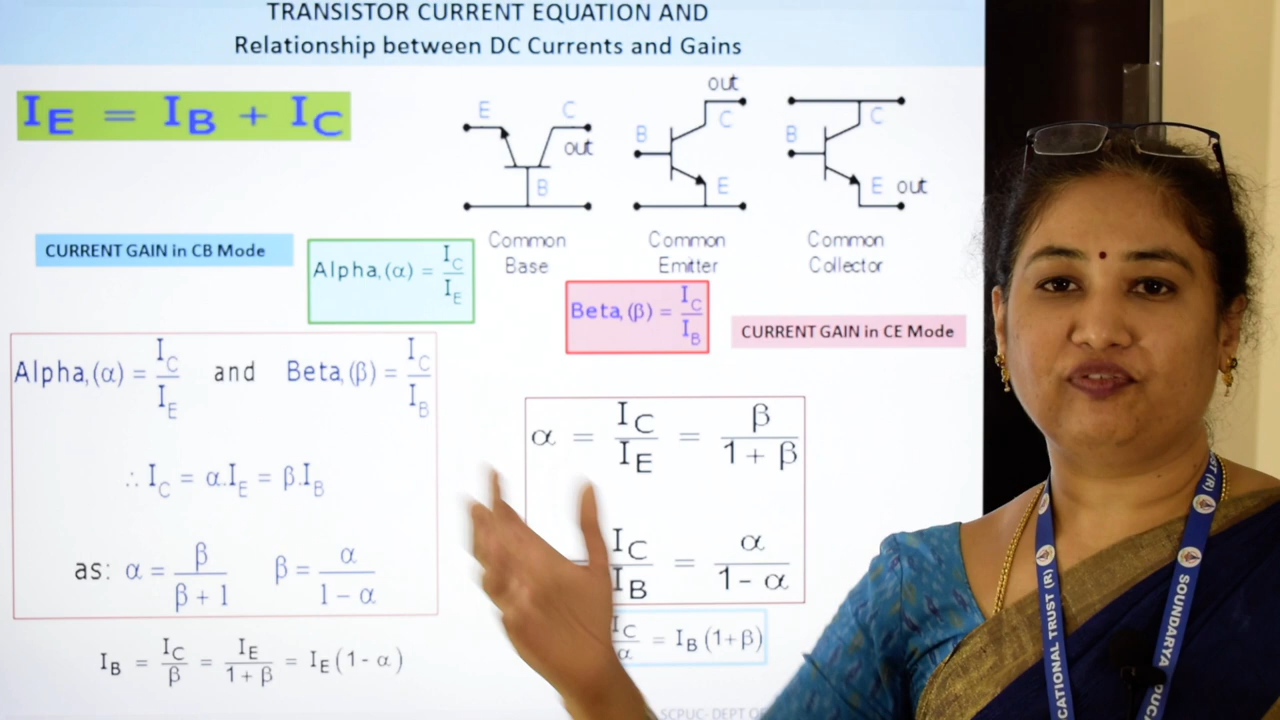 TRANSISTOR CURRENT EQUATION AND
Relationship between DC Currents and Gains
I_E = I_B + I_C
E C out B
Common Base
out B C E
Common Emitter
B C E out
Common Collector
CURRENT GAIN in CB Mode
Alpha,(α) = I_C / I_E
Beta,(β) = I_C / I_B
CURRENT GAIN in CE Mode
Alpha,(α) = I_C / I_E and Beta,(β) = I_C / I_B
∴ I_C = α.I_E = β.I_B
as: α = β / β + 1 β = α / 1 − α
I_B = I_C / β = I_E / 1 + β = I_E (1 - α)
α = I_C / I_E = β / 1 + β
I_C / I_B = α / 1 - α
I_C / α = I_B (1+β)
SCPUC- DEPT OF
CATIONAL TRUST (R)
TRUST (R)
SOUNDARYA